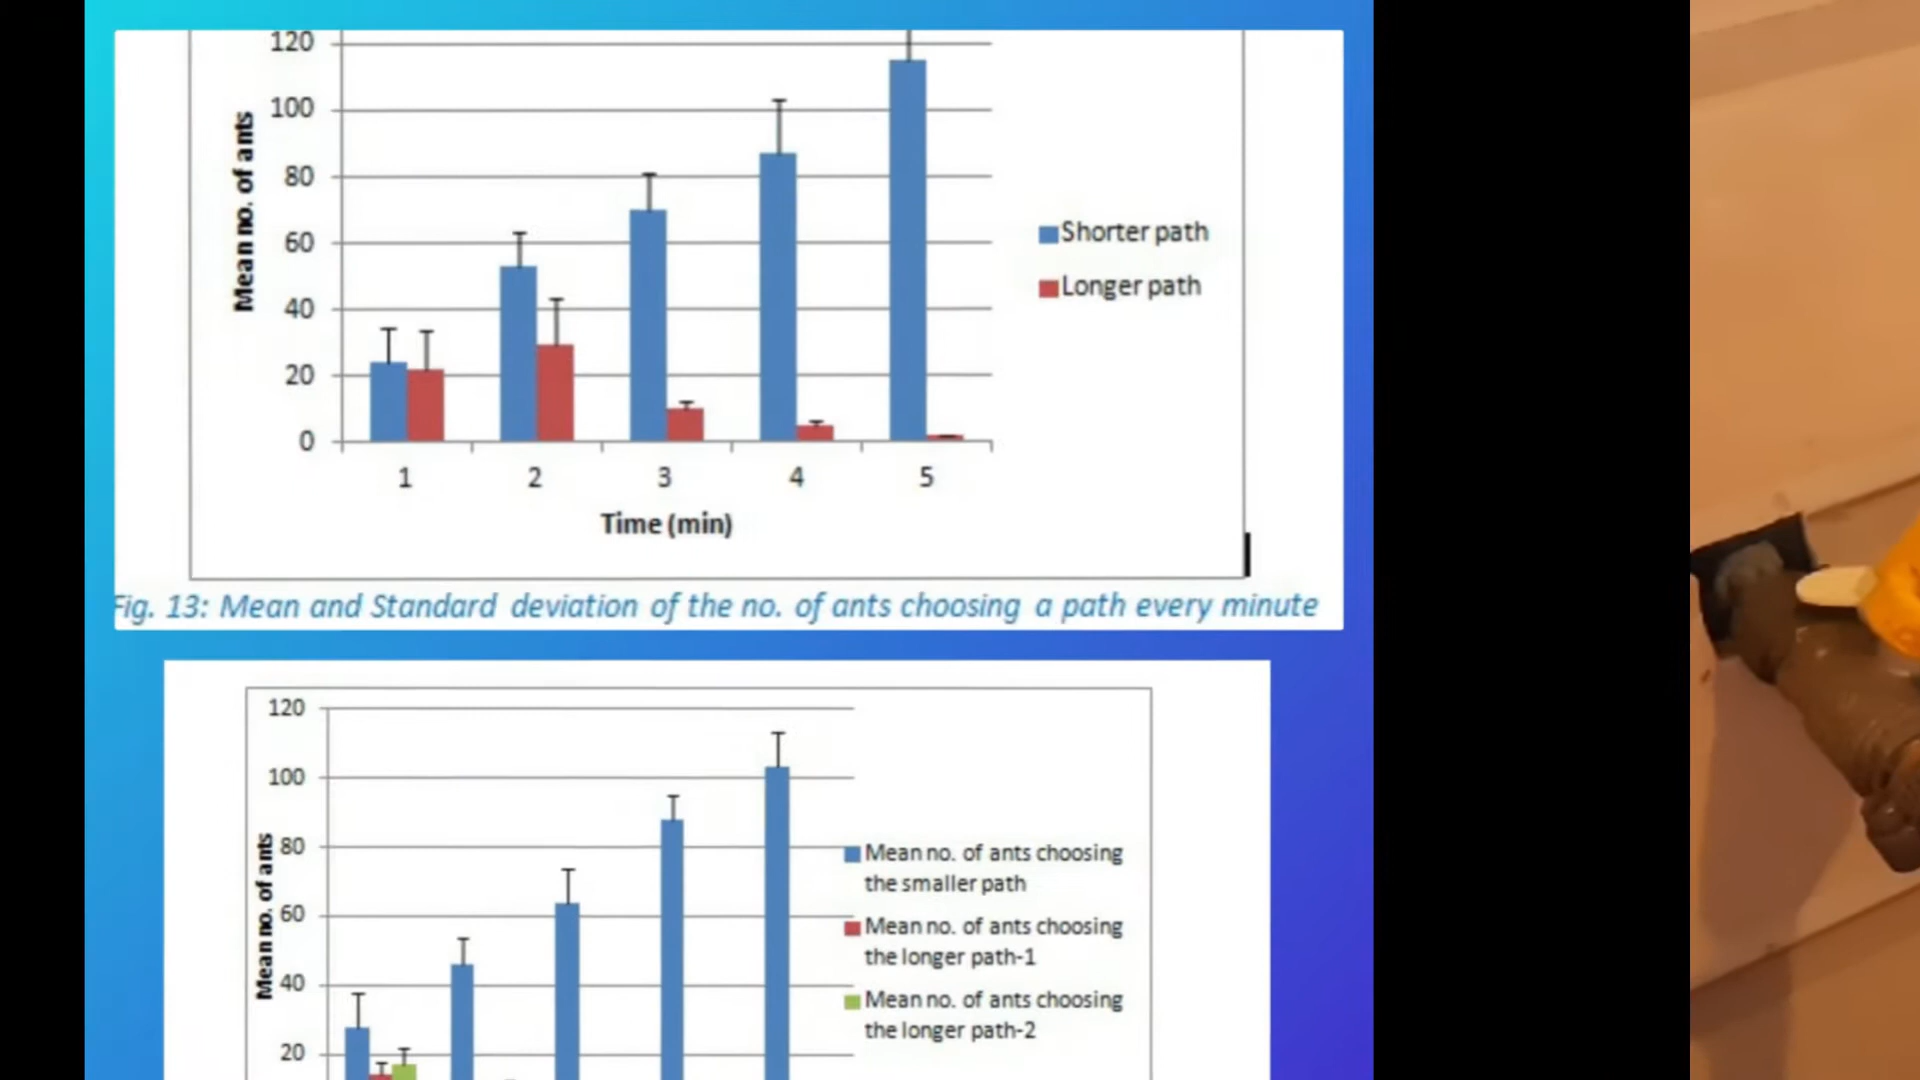 120
100
80
60
40
20
0
Mean no. of ants
1 2 3 4 5
Time (min)
Shorter path
Longer path
Fig. 13: Mean and Standard deviation of the no. of ants choosing a path every minute
120
100
80
60
40
20
Mean no. of ants
Mean no. of ants choosing
the smaller path
Mean no. of ants choosing
the longer path-1
Mean no. of ants choosing
the longer path-2